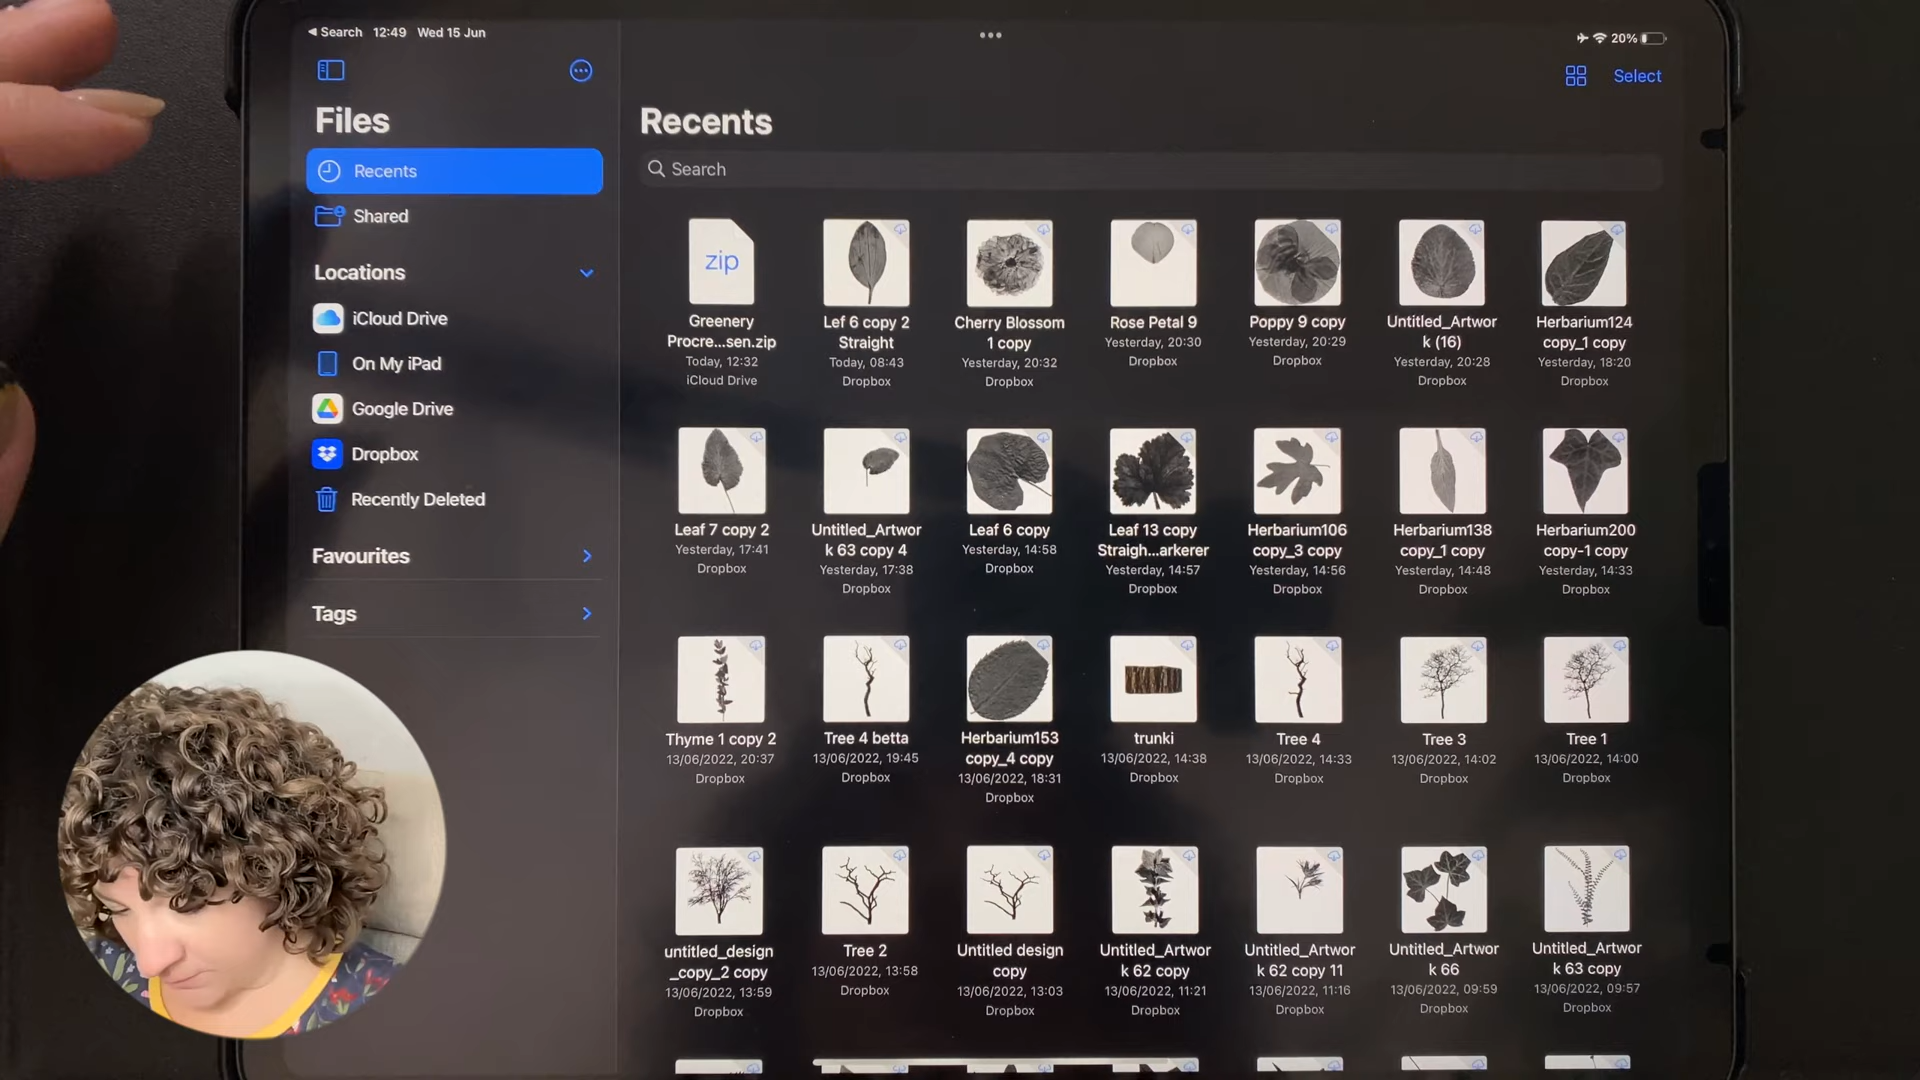 ◀ Search 12:49 Wed 15 Jun
20%
Select
Files
Recents
Shared
Locations
iCloud Drive
On My iPad
Google Drive
Dropbox
Recently Deleted
Favourites
Tags
Recents
Search
zip
Greenery
Procre...sen.zip
Today, 12:32
iCloud Drive
Lef 6 copy 2
Straight
Today, 08:43
Dropbox
Cherry Blossom
1 copy
Yesterday, 20:32
Dropbox
Rose Petal 9
Yesterday, 20:30
Dropbox
Poppy 9 copy
Yesterday, 20:29
Dropbox
Untitled_Artwor
k (16)
Yesterday, 20:28
Dropbox
Herbarium124
copy_1 copy
Yesterday, 18:20
Dropbox
Leaf 7 copy 2
Yesterday, 17:41
Dropbox
Untitled_Artwor
k 63 copy 4
Yesterday, 17:38
Dropbox
Leaf 6 copy
Yesterday, 14:58
Dropbox
Leaf 13 copy
Straigh...arkerer
Yesterday, 14:57
Dropbox
Herbarium106
copy_3 copy
Yesterday, 14:56
Dropbox
Herbarium138
copy_1 copy
Yesterday, 14:48
Dropbox
Herbarium200
copy-1 copy
Yesterday, 14:33
Dropbox
Thyme 1 copy 2
13/06/2022, 20:37
Dropbox
Tree 4 betta
13/06/2022, 19:45
Dropbox
Herbarium153
copy_4 copy
13/06/2022, 18:31
Dropbox
trunki
13/06/2022, 14:38
Dropbox
Tree 4
13/06/2022, 14:33
Dropbox
Tree 3
13/06/2022, 14:02
Dropbox
Tree 1
13/06/2022, 14:00
Dropbox
untitled_design
_copy_2 copy
13/06/2022, 13:59
Dropbox
Tree 2
13/06/2022, 13:58
Dropbox
Untitled design
copy
13/06/2022, 13:03
Dropbox
Untitled_Artwor
k 62 copy
13/06/2022, 11:21
Dropbox
Untitled_Artwor
k 62 copy 11
13/06/2022, 11:16
Dropbox
Untitled_Artwor
k 66
13/06/2022, 09:59
Dropbox
Untitled_Artwor
k 63 copy
13/06/2022, 09:57
Dropbox